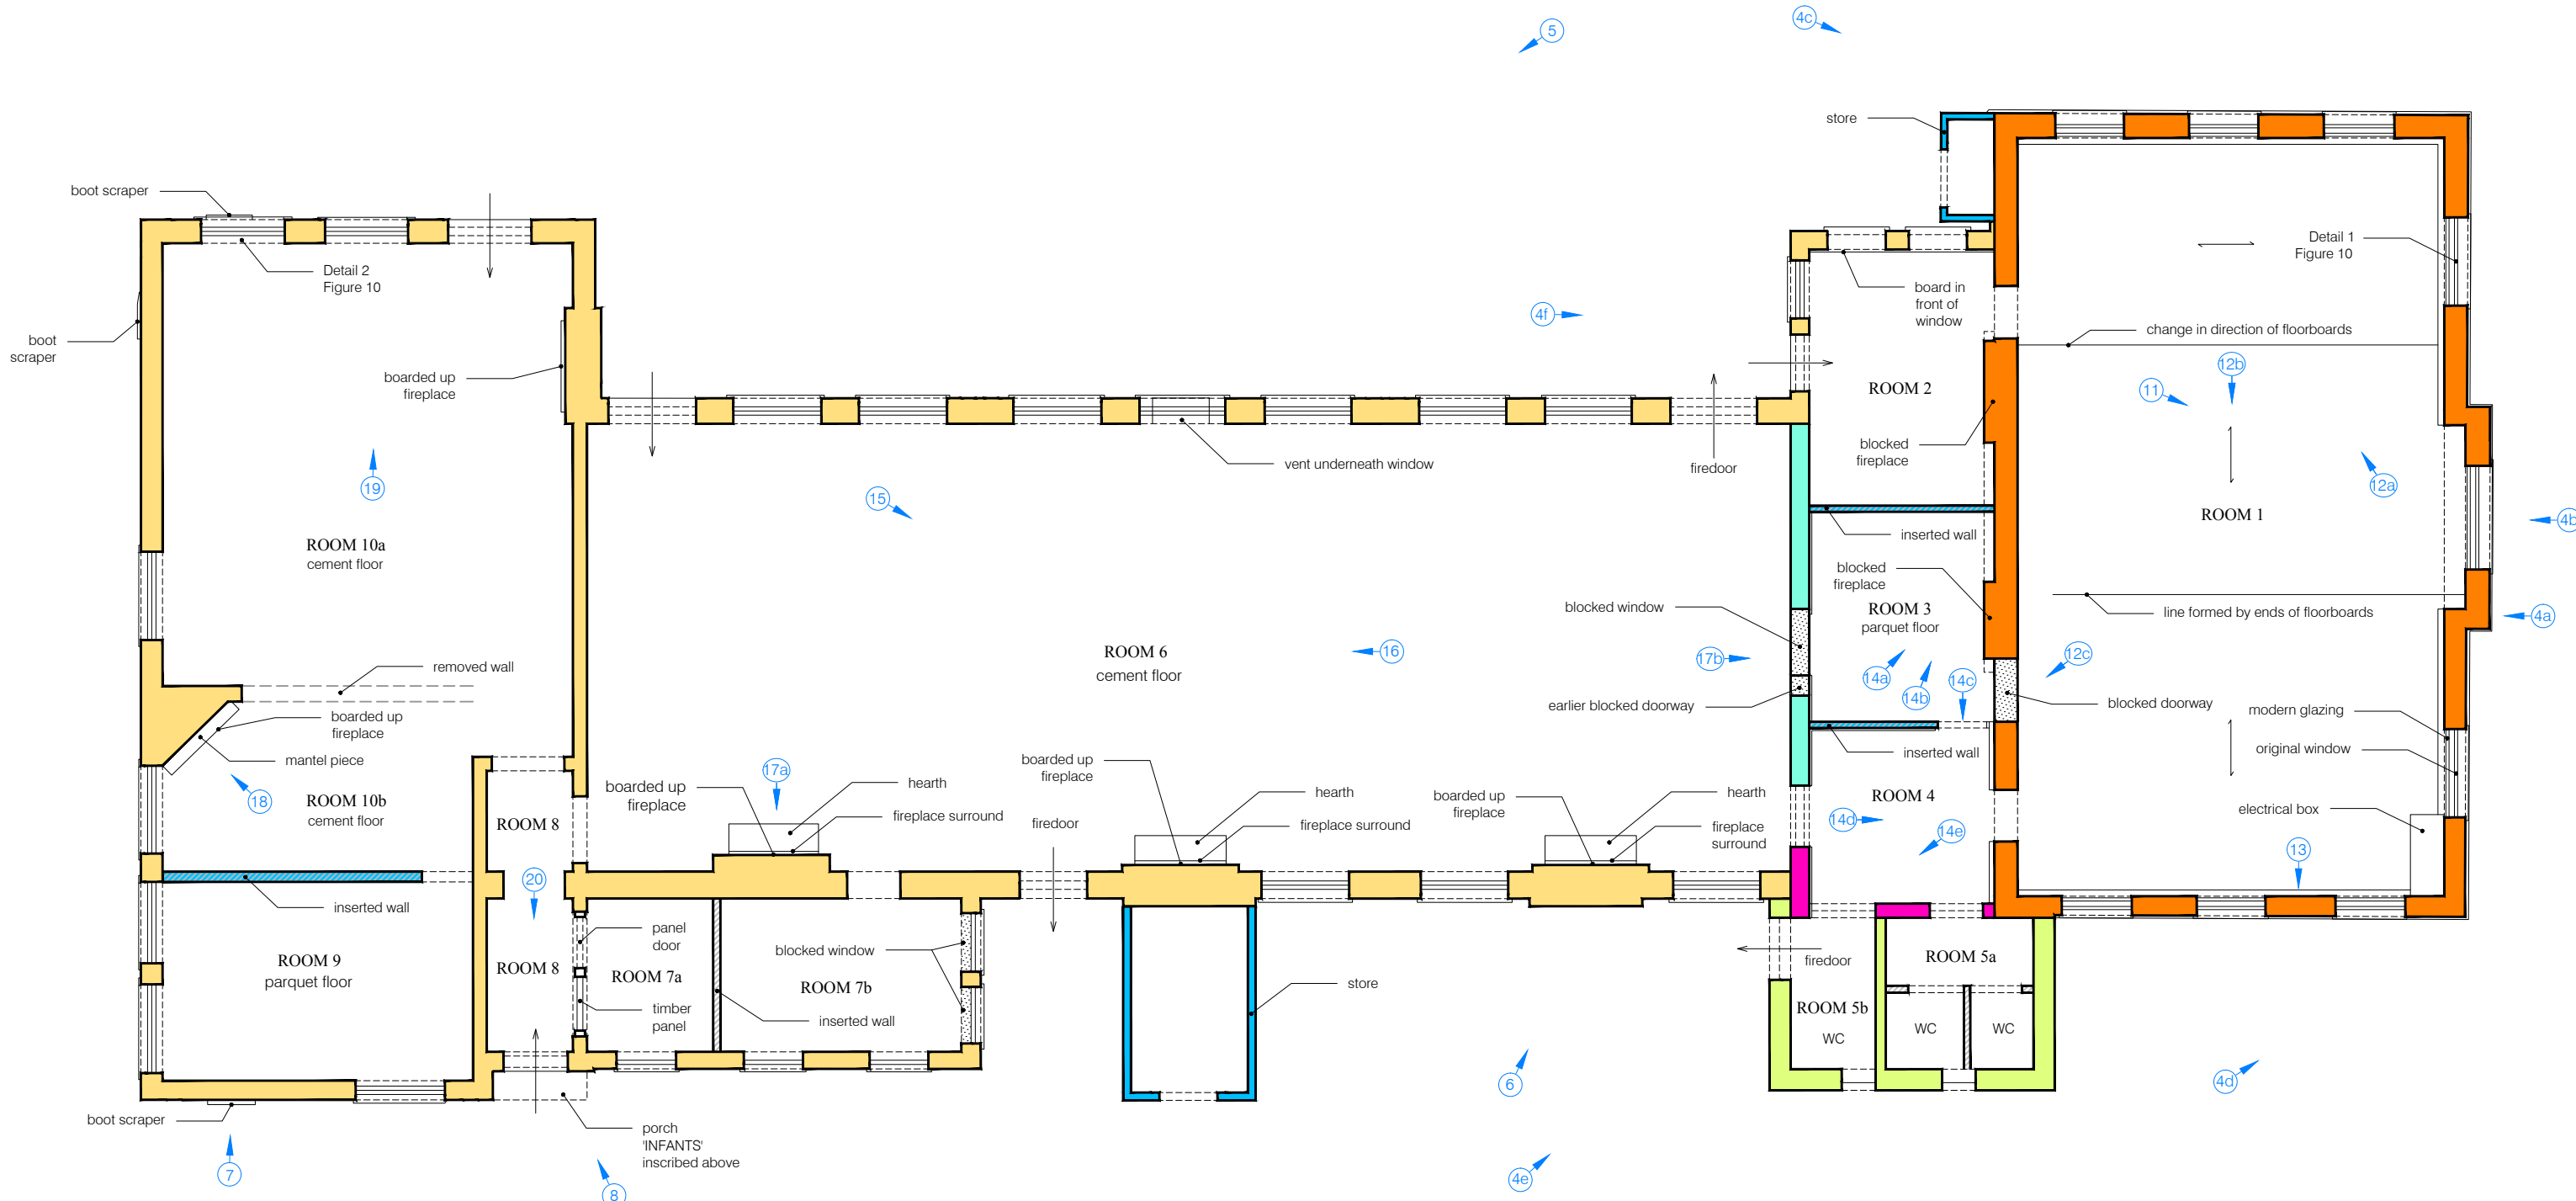 5
4c
store
boot scraper
Detail 2
Figure 10
Detail 1
Figure 10
board in
front of
window
4f
boot
scraper
change in direction of floorboards
12b
boarded up
fireplace
ROOM 2
11
blocked
fireplace
vent underneath window
firedoor
19
15
12a
ROOM 1
4b
ROOM 10a
cement floor
inserted wall
blocked
fireplace
blocked window
ROOM 3
parquet floor
line formed by ends of floorboards
4a
removed wall
ROOM 6
cement floor
16
17b
12c
14a
14b
14c
earlier blocked doorway
blocked doorway
modern glazing
boarded up
fireplace
mantel piece
original window
inserted wall
18
ROOM 10b
cement floor
17a
boarded up
fireplace
hearth
boarded up
fireplace
hearth
boarded up
fireplace
hearth
ROOM 4
electrical box
ROOM 8
fireplace surround
firedoor
fireplace surround
fireplace
surround
14d
14e
13
20
inserted wall
panel
door
blocked window
firedoor
ROOM 9
parquet floor
ROOM 8
ROOM 7a
ROOM 7b
store
ROOM 5a
timber
panel
inserted wall
ROOM 5b
WC
WC
WC
6
4d
boot scraper
porch
'INFANTS'
inscribed above
7
8
4e